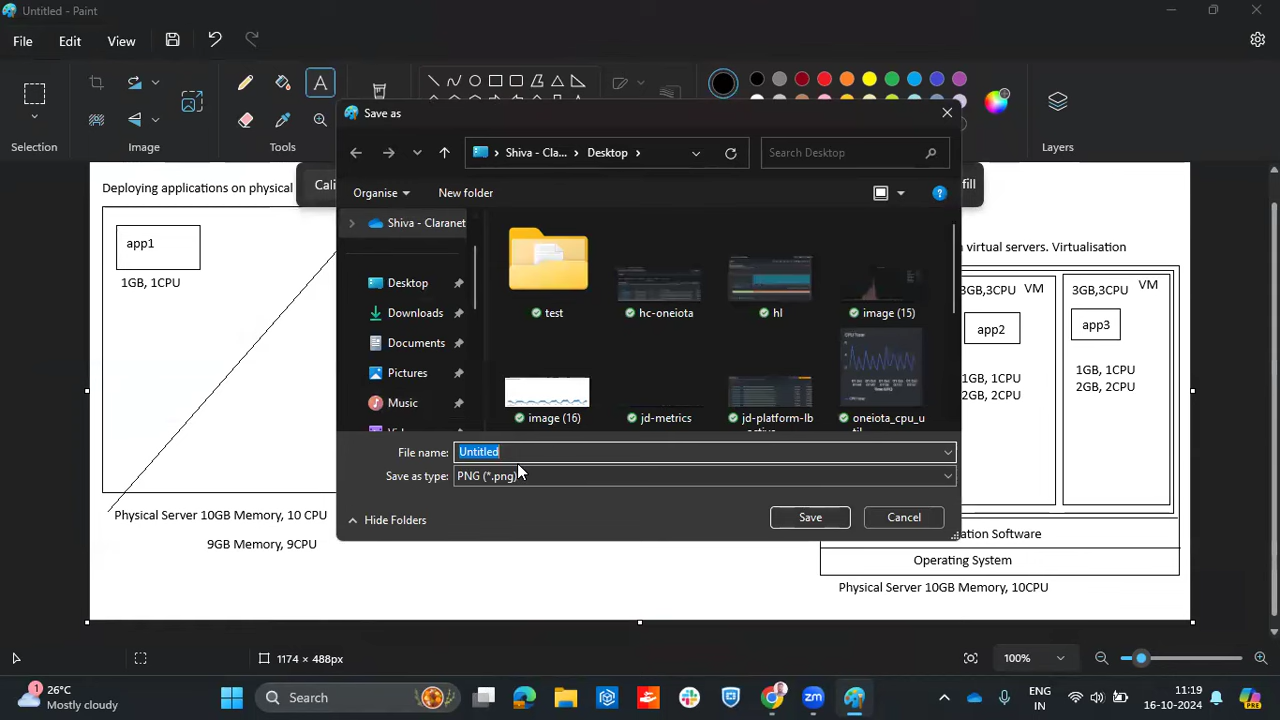 Untitled - Paint
File Edit View
Selection Image Tools Layers
Save as
Shiva - Cla... Desktop
Search Desktop
Organise New folder
Shiva - Claranet
Desktop
Downloads
Documents
Pictures
Music
test hc-oneiota hl image (15)
image (16) jd-metrics jd-platform-lb oneiota_cpu_u
File name: Untitled
Save as type: PNG (*.png)
Hide Folders Save Cancel
Deploying applications on physical
Cali
fill
app1
1GB, 1CPU
Physical Server 10GB Memory, 10 CPU
9GB Memory, 9CPU
virtual servers. Virtualisation
3GB,3CPU VM 3GB,3CPU VM
app2 app3
1GB, 1CPU 1GB, 1CPU
2GB, 2CPU 2GB, 2CPU
ation Software
Operating System
Physical Server 10GB Memory, 10CPU
1174 × 488px 100%
1 26°C
Mostly cloudy
Search
zm
ENG
IN
11:19
16-10-2024
PRE